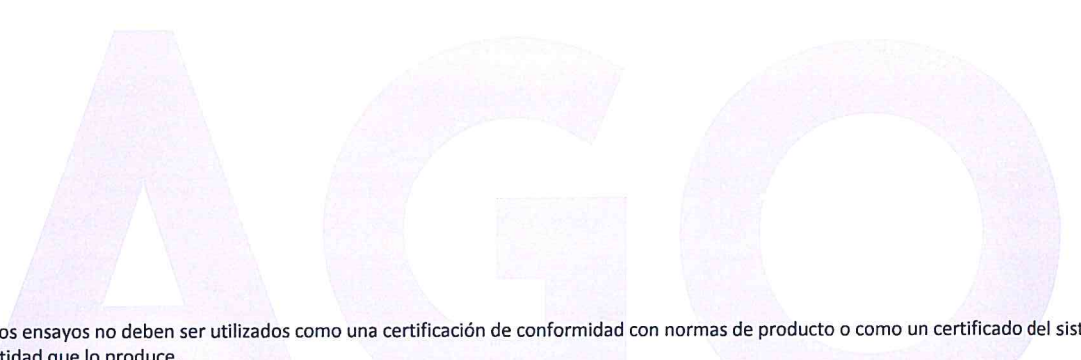 AGO
os ensayos no deben ser utilizados como una certificación de conformidad con normas de producto o como un certificado del sist
tidad que lo produce